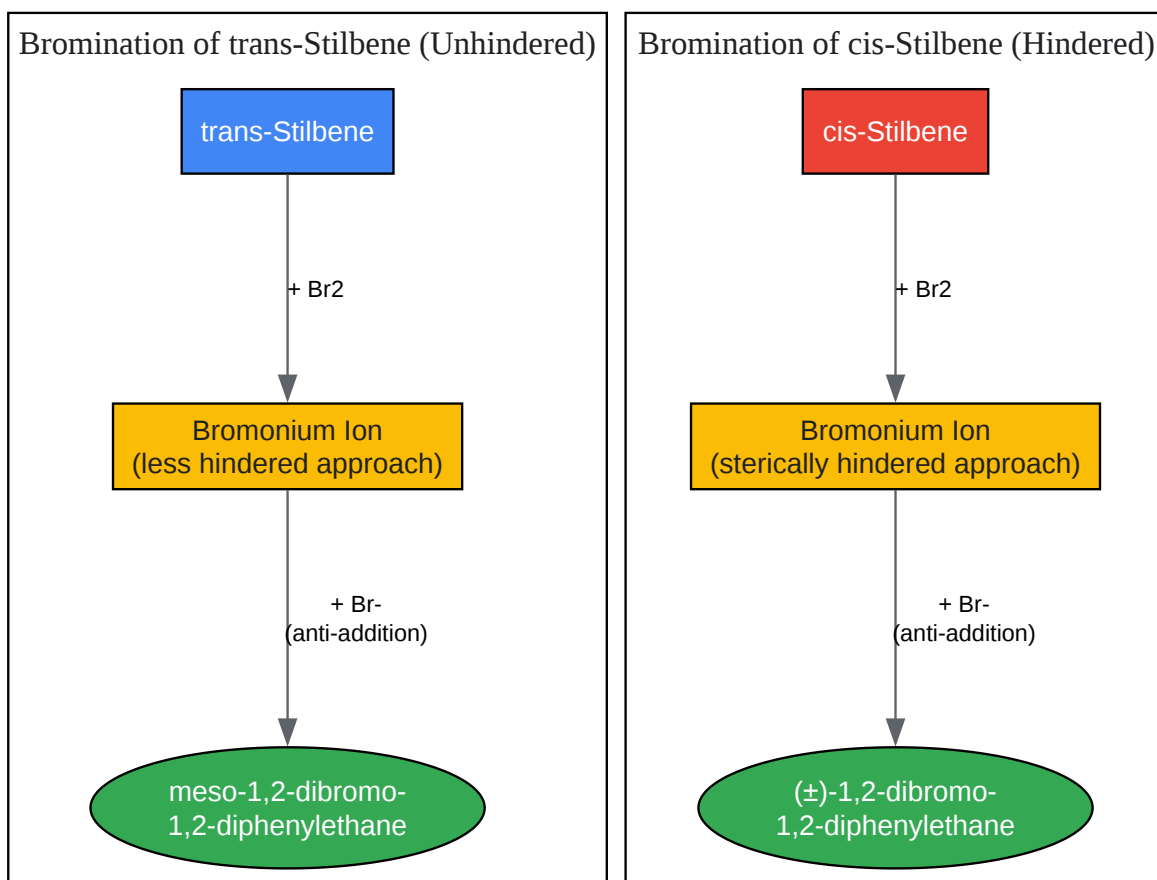 Bromination of trans-Stilbene (Unhindered)
trans-Stilbene
+ Br2
Bromonium Ion
(less hindered approach)
+ Br-
(anti-addition)
meso-1,2-dibromo-
1,2-diphenylethane
Bromination of cis-Stilbene (Hindered)
cis-Stilbene
+ Br2
Bromonium Ion
(sterically hindered approach)
+ Br-
(anti-addition)
(±)-1,2-dibromo-
1,2-diphenylethane